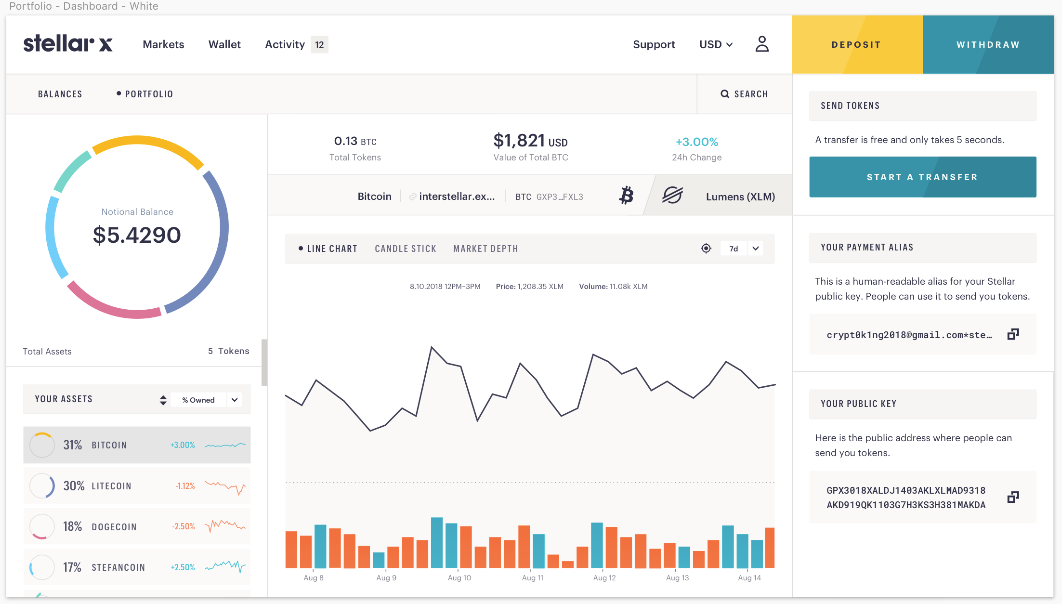 Portfolio - Dashboard - White
stellar x
Markets
Wallet
Activity 12
Support
USD
DEPOSIT
WITHDRAW
BALANCES
PORTFOLIO
SEARCH
Notional Balance
$5.4290
Total Assets
5 Tokens
YOUR ASSETS
% Owned
31% BITCOIN +3.00%
30% LITECOIN -1.12%
18% DOGECOIN -2.50%
17% STEFANCOIN +2.50%
0.13 BTC
Total Tokens
$1,821 USD
Value of Total BTC
+3.00%
24h Change
Bitcoin
interstellar.ex...
BTC GXP3_FXL3
Lumens (XLM)
LINE CHART
CANDLE STICK
MARKET DEPTH
7d
8.10.2018 12PM–3PM Price: 1,208.35 XLM Volume: 11.08k XLM
Aug 8 Aug 9 Aug 10 Aug 11 Aug 12 Aug 13 Aug 14
SEND TOKENS
A transfer is free and only takes 5 seconds.
START A TRANSFER
YOUR PAYMENT ALIAS
This is a human-readable alias for your Stellar
public key. People can use it to send you tokens.
crypt0k1ng2018@gmail.com*ste…
YOUR PUBLIC KEY
Here is the public address where people can
send you tokens.
GPX3018XALDJ1403AKLXLMAD9318
AKD919QK1103G7H3KS3H381MAKDA